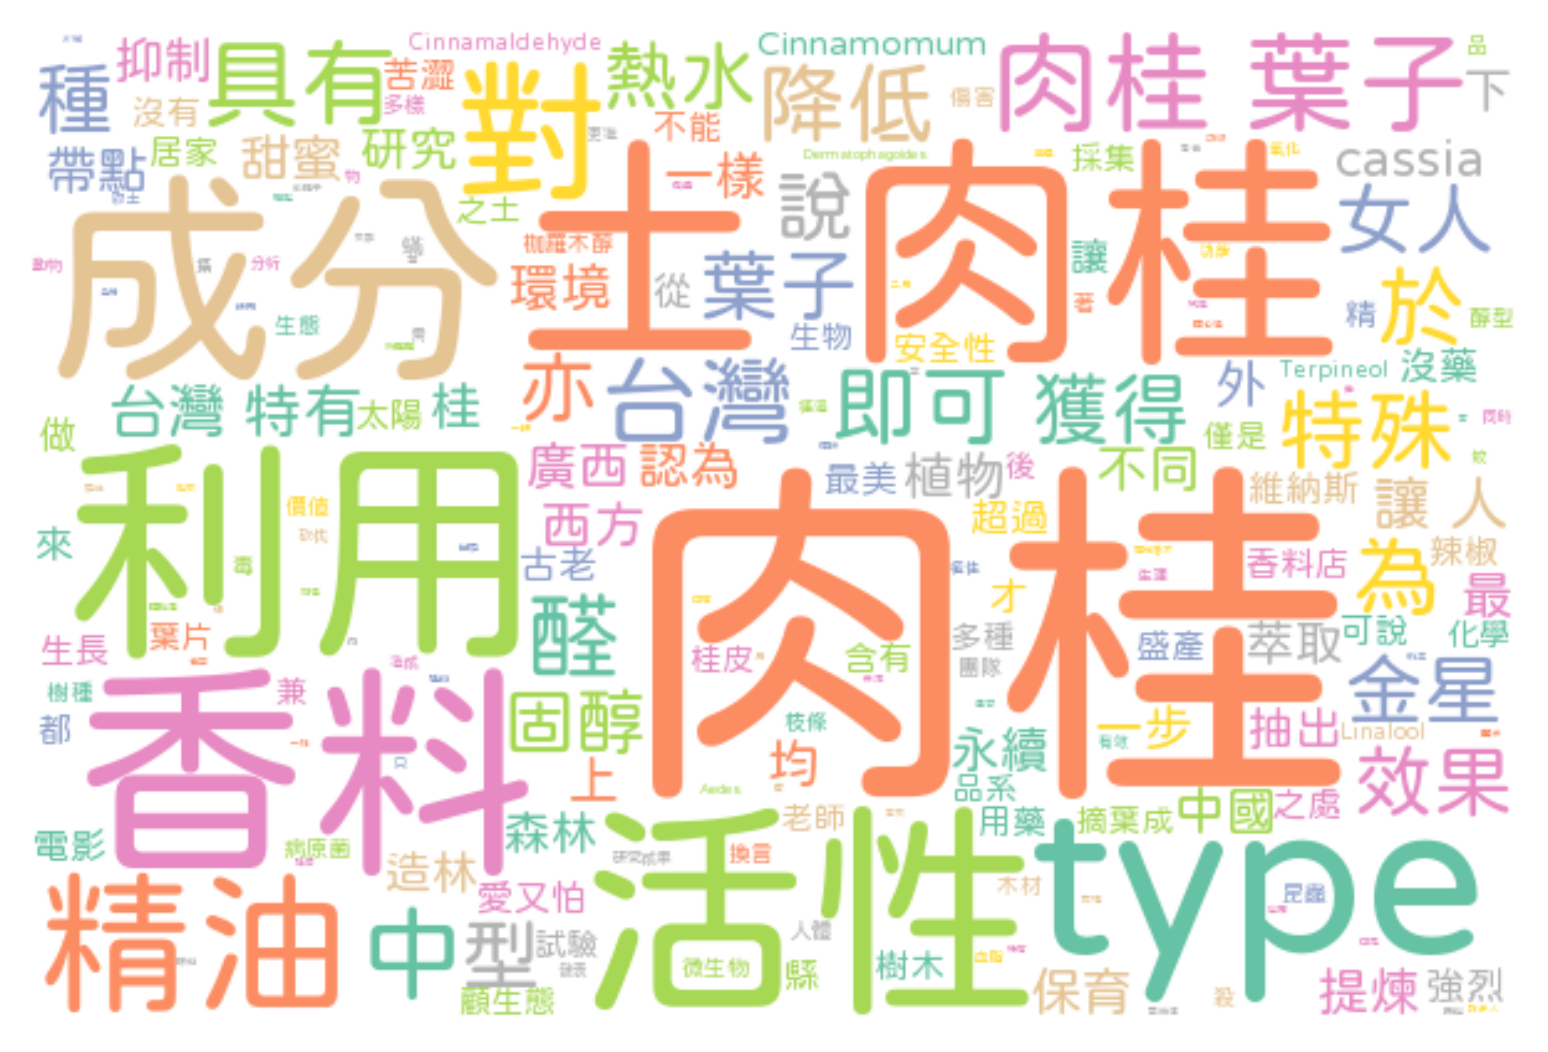 抑制
具有
Cinnamaldehyde
苦澀
多樣
熱水
Cinnamomum
肉桂 葉子
品
下
種
沒有
對
降低
傷害
不能
帶點
居家
甜蜜
研究
Dermatophagoides
採集
氧化
cassia
物
之土
一樣
說
土肉桂
女人
成分
動物
分析
枷羅木醇
環境
從
葉子
讓
著
生態
生物
安全性
精
於
醇型
台灣 特有
太陽
桂
亦
台灣
即可 獲得
外
Terpineol
沒藥
特殊
同時
做
僅是
利用
廣西
認為
最美
植物
後
不同
蚊
價值
西方
超過
維納斯
讓 人
來
毒
古老
肉桂
香料店
為
辣椒
才
最
生長
葉片
醛
桂皮
含有
多種
團隊
盛產
萃取
可說
化學
樹種
兼
香料
固醇
枝條
永續
一步
抽出
Linalool
金星
都
上
均
品系
效果
Aedes
電影
病原菌
森林
老師
用藥
摘葉成
中國
之處
造林
研究成果
換言
活性
type
精油
愛又怕
木材
昆蟲
中
型
試驗
人體
微生物
縣
樹木
顧生態
保育
殺
提煉
強烈